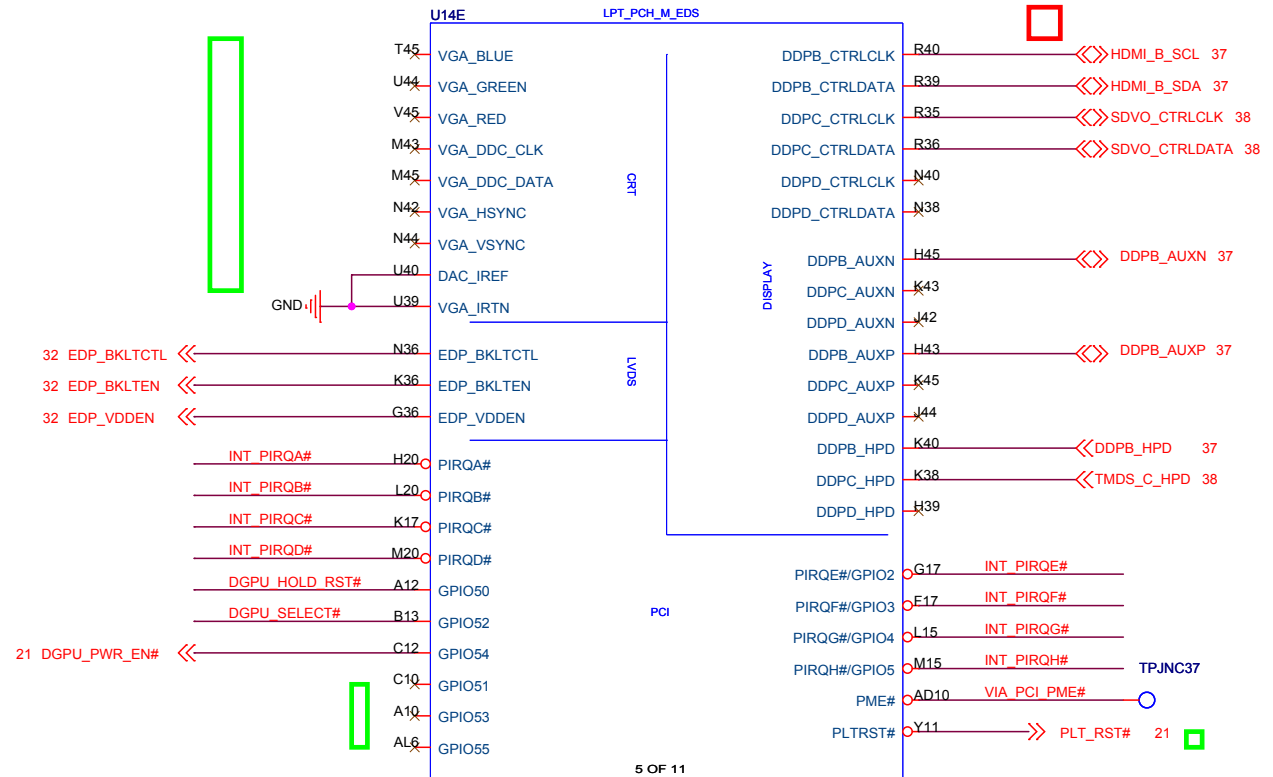 U14E LPT_PCH_M_EDS
T45 VGA_BLUE DDPB_CTRLCLK R40 HDMI_B_SCL 37
U44 VGA_GREEN DDPB_CTRLDATA R39 HDMI_B_SDA 37
V45 VGA_RED DDPC_CTRLCLK R35 SDVO_CTRLCLK 38
M43 VGA_DDC_CLK DDPC_CTRLDATA R36 SDVO_CTRLDATA 38
M45 VGA_DDC_DATA CRT DDPD_CTRLCLK N40
N42 VGA_HSYNC DDPD_CTRLDATA N38
N44 VGA_VSYNC
DDPB_AUXN H45 DDPB_AUXN 37
U40 DAC_IREF DISPLAY DDPC_AUXN K43
GND U39 VGA_IRTN DDPD_AUXN J42
32 EDP_BKLTCTL N36 EDP_BKLTCTL LVDS DDPB_AUXP H43 DDPB_AUXP 37
32 EDP_BKLTEN K36 EDP_BKLTEN DDPC_AUXP K45
32 EDP_VDDEN G36 EDP_VDDEN DDPD_AUXP J44
DDPB_HPD K40 DDPB_HPD 37
INT_PIRQA# H20 PIRQA# DDPC_HPD K38 TMDS_C_HPD 38
INT_PIRQB# L20 PIRQB# DDPD_HPD H39
INT_PIRQC# K17 PIRQC#
INT_PIRQD# M20 PIRQD#
DGPU_HOLD_RST# A12 GPIO50 PIRQE#/GPIO2 G17 INT_PIRQE#
DGPU_SELECT# B13 GPIO52 PCI PIRQF#/GPIO3 F17 INT_PIRQF#
21 DGPU_PWR_EN# C12 GPIO54 PIRQG#/GPIO4 L15 INT_PIRQG#
C10 GPIO51 PIRQH#/GPIO5 M15 INT_PIRQH# TPJNC37
A10 GPIO53 PME# AD10 VIA_PCI_PME#
AL6 GPIO55 PLTRST# Y11 PLT_RST# 21
5 OF 11